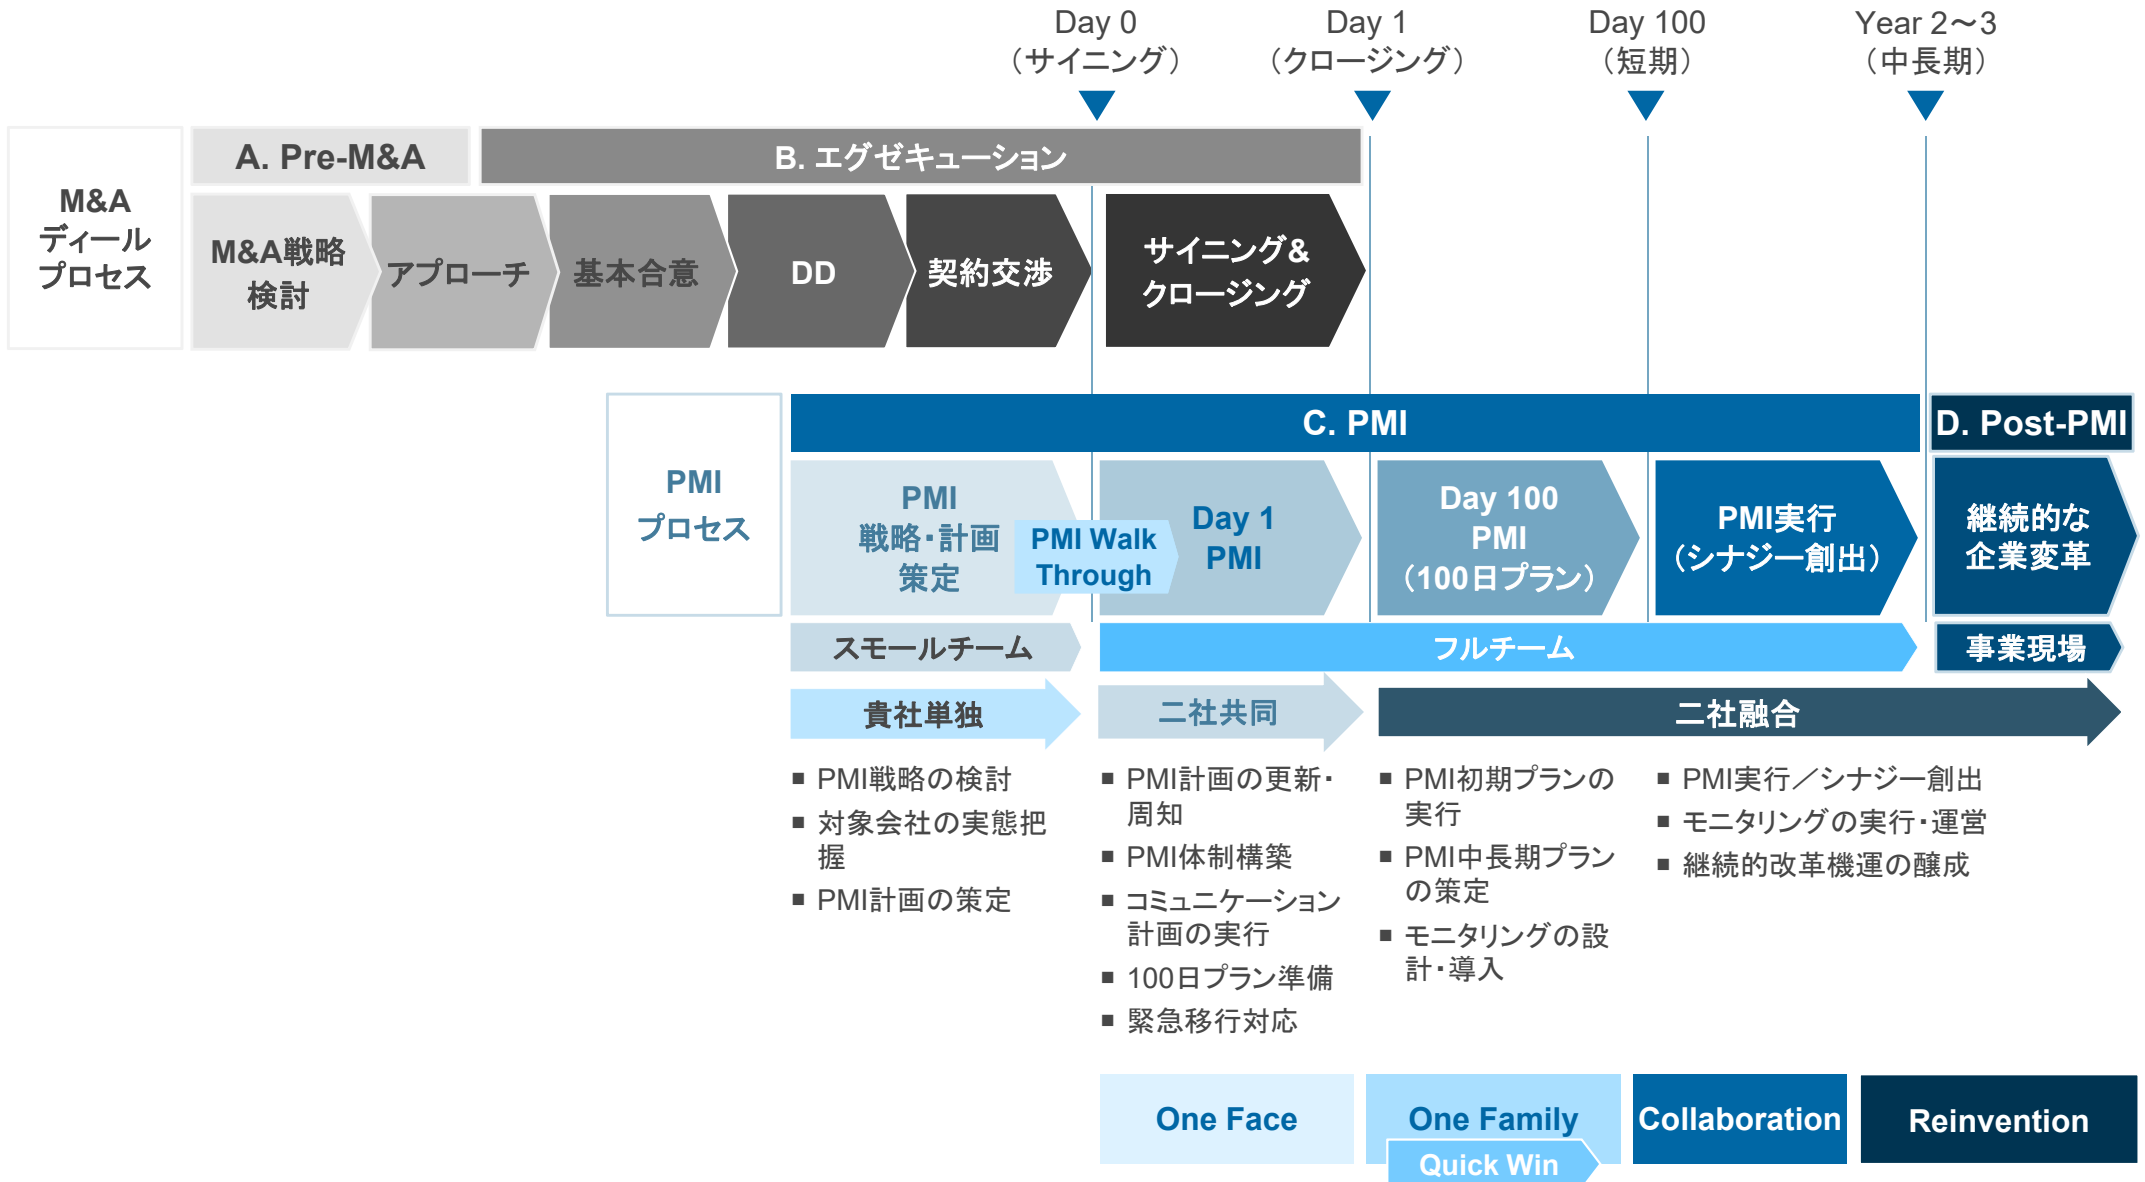 Day 0
（サイニング）
Day 1
（クロージング）
Day 100
（短期）
Year 2～3
（中長期）
M&A
ディール
プロセス
A. Pre-M&A
B. エグゼキューション
M&A戦略
検討
アプローチ
基本合意
DD
契約交渉
サイニング&
クロージング
PMI
プロセス
C. PMI
D. Post-PMI
PMI
戦略・計画
策定
PMI Walk
Through
Day 1
PMI
Day 100
PMI
（100日プラン）
PMI実行
（シナジー創出）
継続的な
企業変革
スモールチーム
フルチーム
事業現場
貴社単独
二社共同
二社融合
■ PMI戦略の検討
■ 対象会社の実態把
握
■ PMI計画の策定
■ PMI計画の更新・
周知
■ PMI体制構築
■ コミュニケーション
計画の実行
■ 100日プラン準備
■ 緊急移行対応
■ PMI初期プランの
実行
■ PMI中長期プラン
の策定
■ モニタリングの設
計・導入
■ PMI実行／シナジー創出
■ モニタリングの実行・運営
■ 継続的改革機運の醸成
One Face
One Family
Quick Win
Collaboration
Reinvention